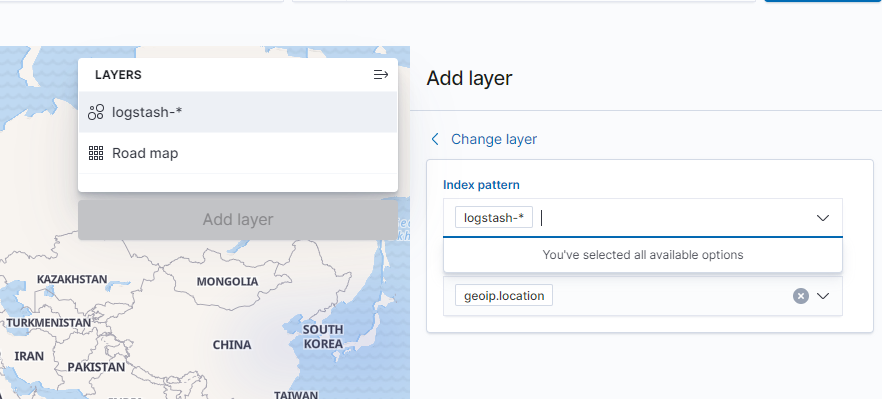 LAYERS
logstash-*
Road map
Add layer
KAZAKHSTAN
MONGOLIA
TURKMENISTAN
SOUTH
KOREA
CHINA
IRAN
PAKISTAN
TAIWAN
Add layer
Change layer
Index pattern
logstash-*
You've selected all available options
geoip.location